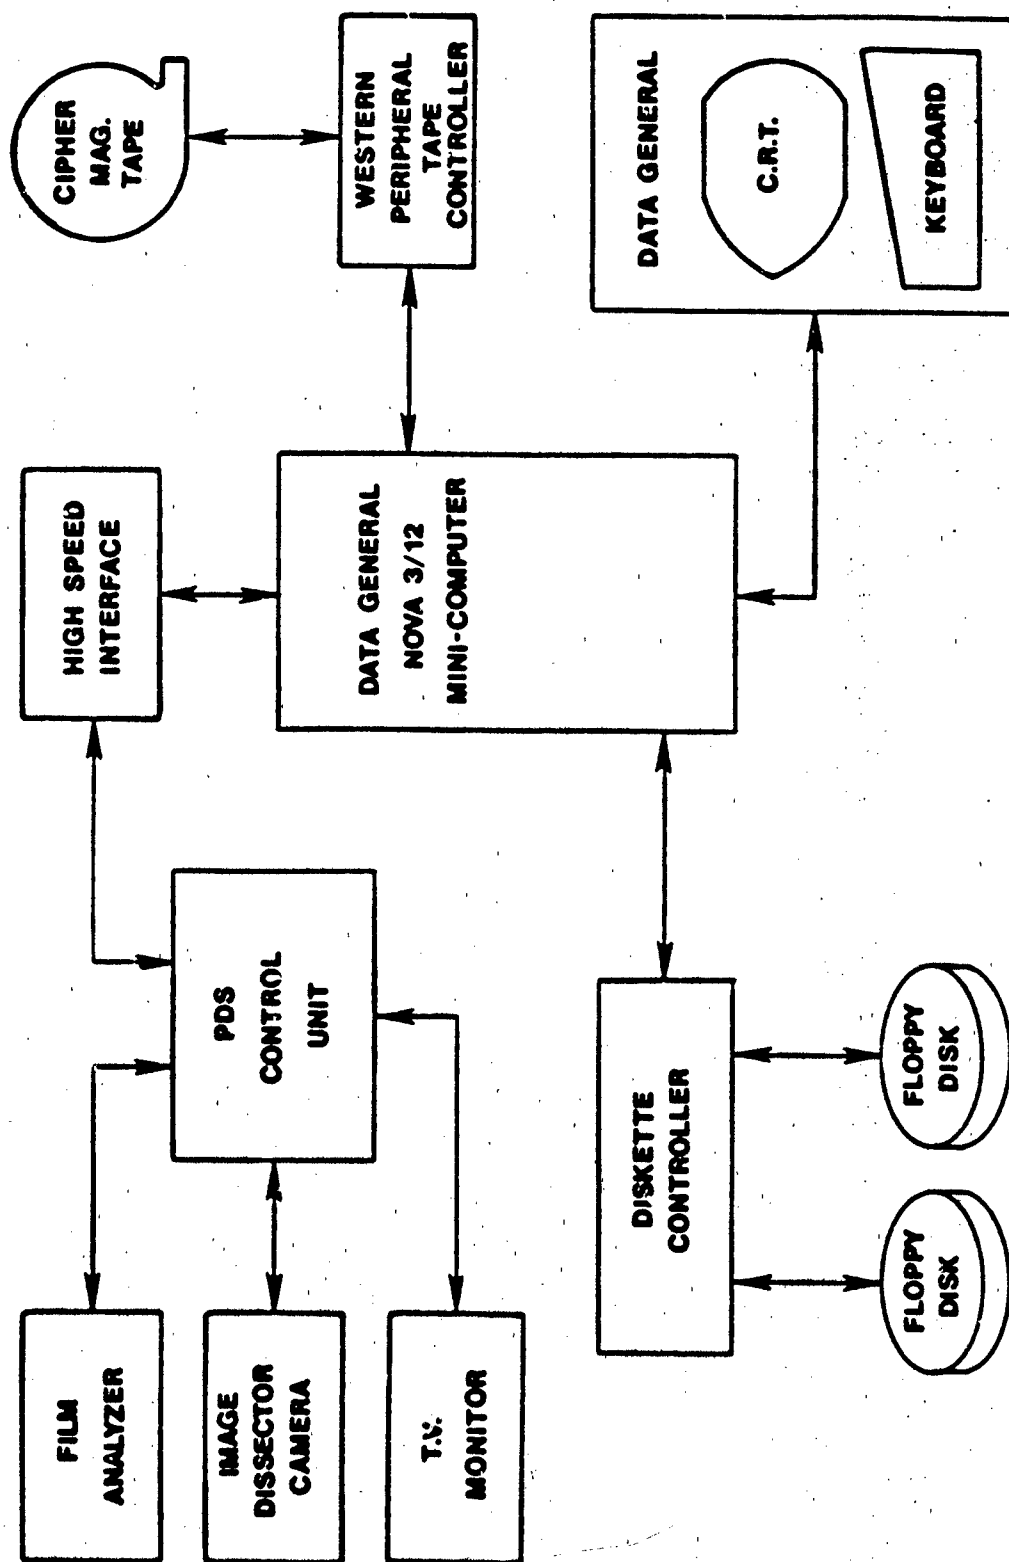 FILM
ANALYZER
IMAGE
DISSECTOR
CAMERA
T.V.
MONITOR
PDS
CONTROL
UNIT
HIGH SPEED
INTERFACE
CIPHER
MAG.
TAPE
WESTERN
PERIPHERAL
TAPE
CONTROLLER
DATA GENERAL
NOVA 3/12
MINI-COMPUTER
DISKETTE
CONTROLLER
FLOPPY
DISK
FLOPPY
DISK
DATA GENERAL
C.R.T.
KEYBOARD